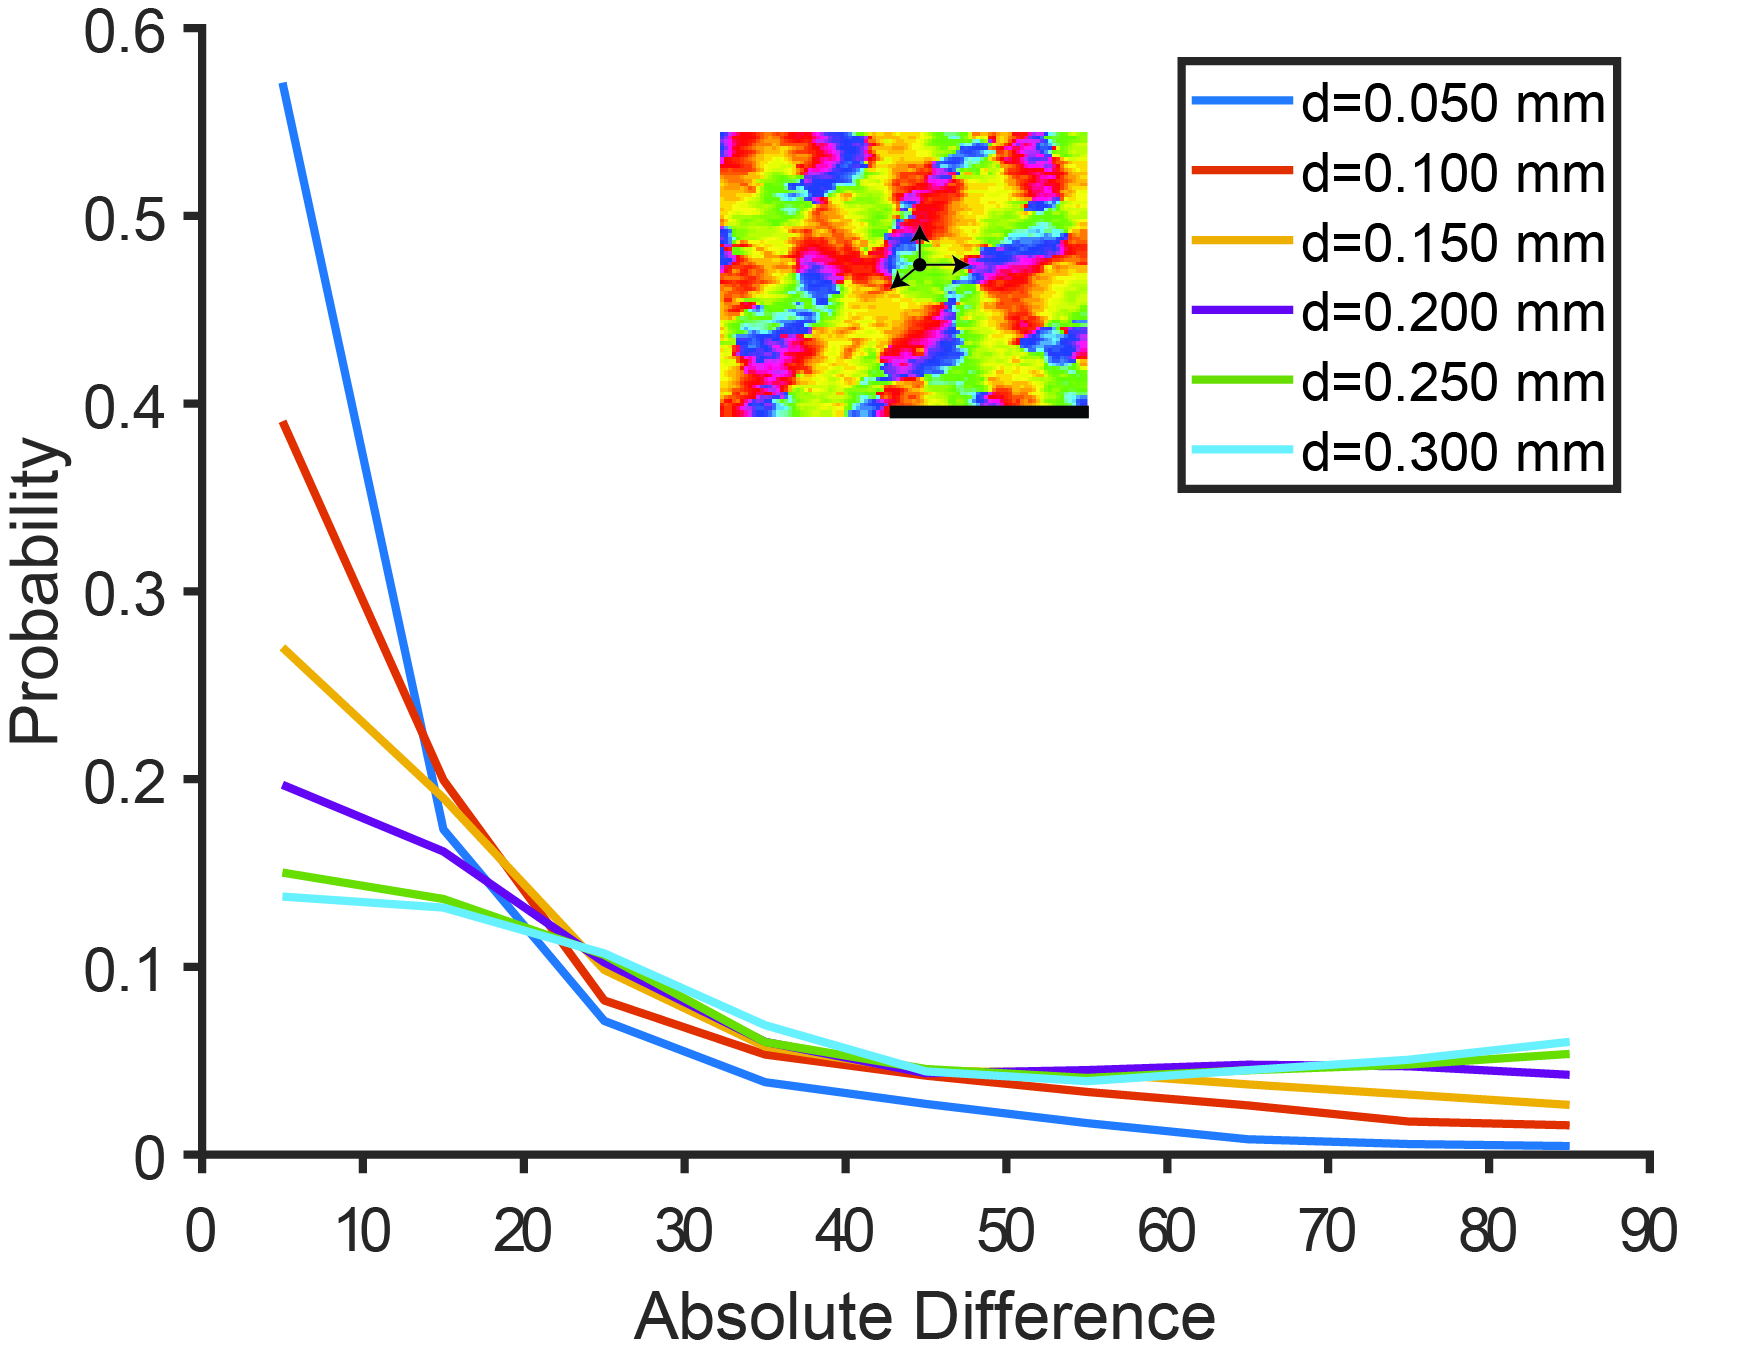 0.6
0.5
0.4
0.3
0.2
0.1
0
Probability
d=0.050 mm
d=0.100 mm
d=0.150 mm
d=0.200 mm
d=0.250 mm
d=0.300 mm
0 10 20 30 40 50 60 70 80 90
Absolute Difference